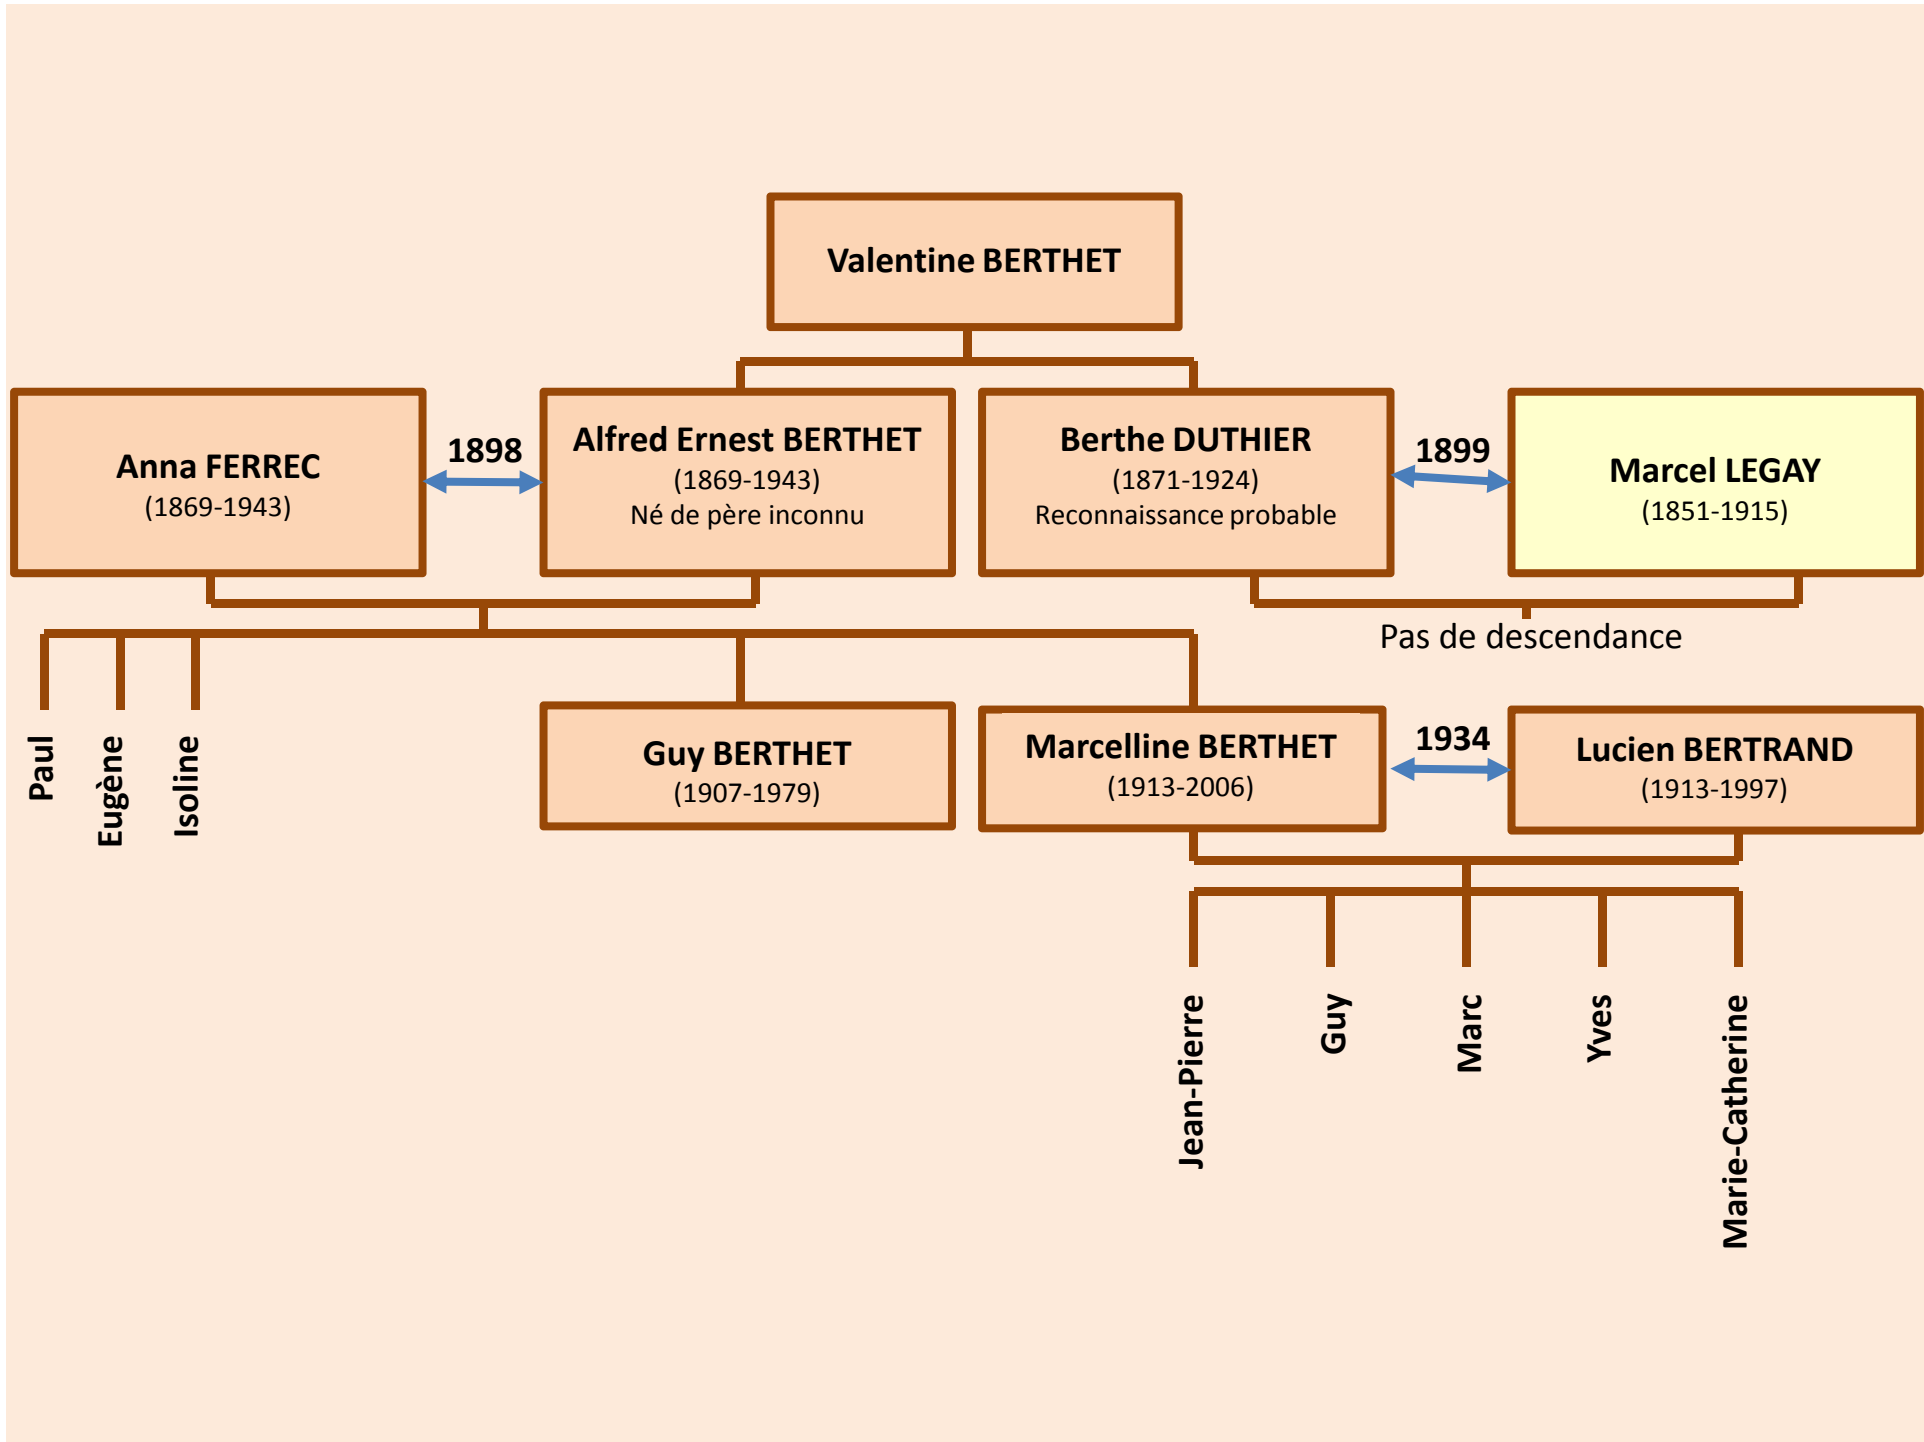 Valentine BERTHET
Anna FERREC
(1869-1943)
1898
Alfred Ernest BERTHET
(1869-1943)
Né de père inconnu
Berthe DUTHIER
(1871-1924)
Reconnaissance probable
1899
Marcel LEGAY
(1851-1915)
Pas de descendance
Paul
Eugène
Isoline
Guy BERTHET
(1907-1979)
Marcelline BERTHET
(1913-2006)
1934
Lucien BERTRAND
(1913-1997)
Jean-Pierre
Guy
Marc
Yves
Marie-Catherine